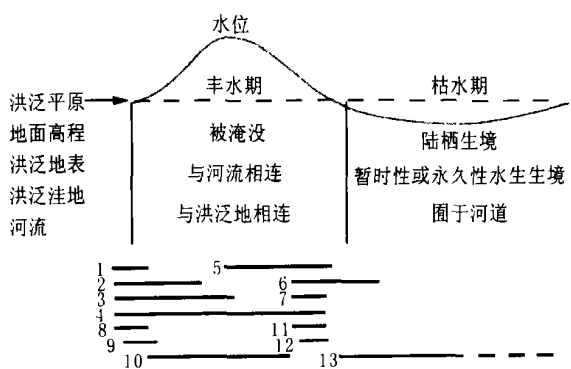 水位
丰水期
枯水期
洪泛平原
地面高程
洪泛地表
洪泛洼地
河流
被淹没
与河流相连
与洪泛地相连
陆栖生境
暂时性或永久性水生生境
囿于河道
1
5
2
6
3
7
4
8
11
9
12
10
13